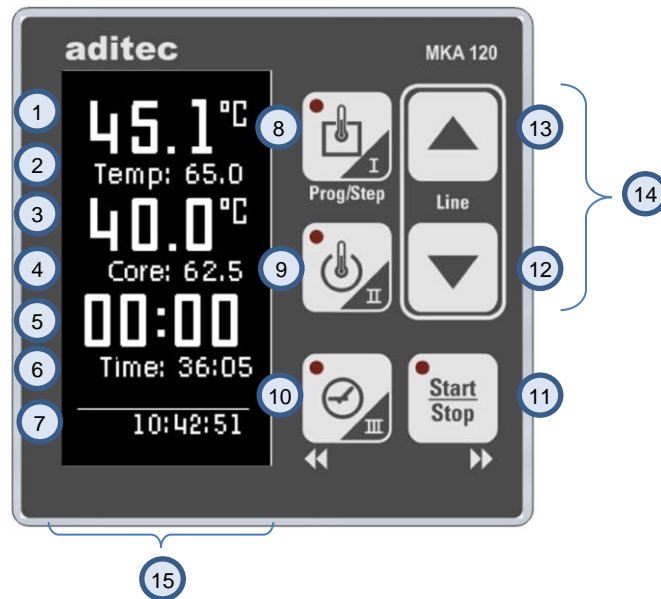 aditec
MKA 120
1
45.1°C
2
Temp: 65.0
3
40.0°C
4
Core: 62.5
5
00:00
6
Time: 36:05
7
10:42:51
8
I
Prog/Step
9
II
10
III
Line
13
12
14
Start
Stop
11
15